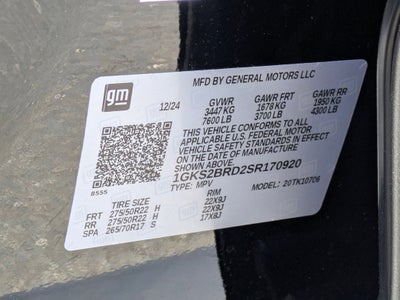 gm
MFD BY GENERAL MOTORS LLC
12/24 GVWR GAWR FRT GAWR RR
3447 KG 1678 KG 1950 KG
7600 LB 3700 LB 4300 LB
THIS VEHICLE CONFORMS TO ALL
APPLICABLE U.S. FEDERAL MOTOR
VEHICLE SAFETY STANDARDS IN EFFECT
ON THE DATE OF MANUFACTURE
SHOWN ABOVE.
1GKS2BRD2SR170920
TYPE: MPV MODEL: 20TK10706
#SSS
TIRE SIZE RIM
FRT 275/50R22 H 22X9J
RR 275/50R22 H 22X9J
SPA 265/70R17 S 17X8J